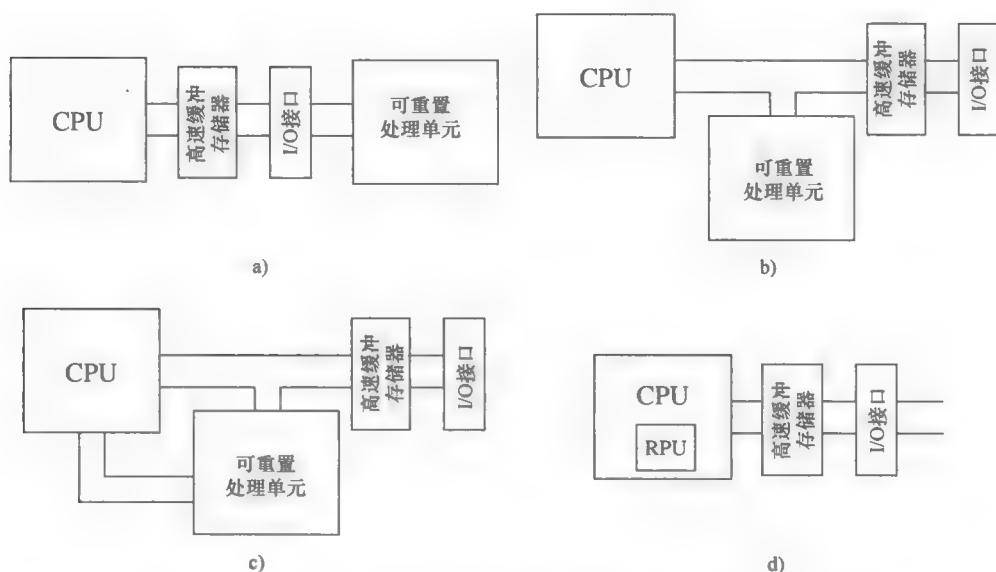 CPU
高速缓冲
存储器
I/O接口
可重置
处理单元
a)
CPU
高速缓冲
存储器
I/O接口
可重置
处理单元
b)
CPU
高速缓冲
存储器
I/O接口
可重置
处理单元
c)
CPU
RPU
高速缓冲
存储器
I/O接口
d)